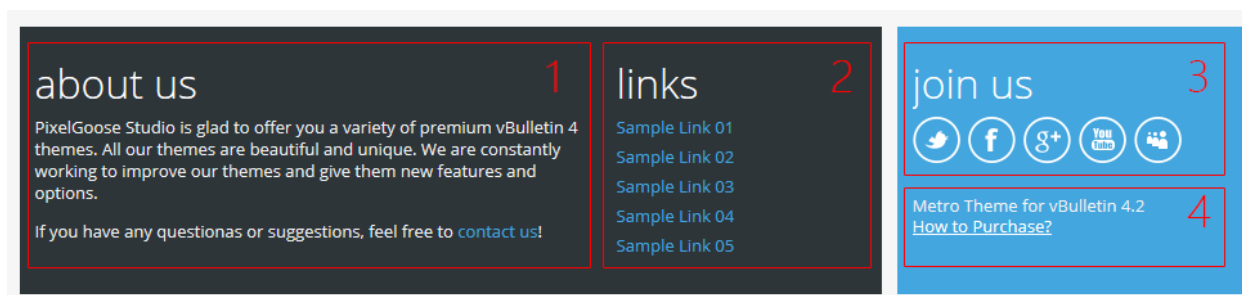 about us
1
PixelGoose Studio is glad to offer you a variety of premium vBulletin 4
themes. All our themes are beautiful and unique. We are constantly
working to improve our themes and give them new features and
options.
If you have any questionas or suggestions, feel free to contact us!
links
2
Sample Link 01
Sample Link 02
Sample Link 03
Sample Link 04
Sample Link 05
join us
3
f g+ You Tube
Metro Theme for vBulletin 4.2
4
How to Purchase?